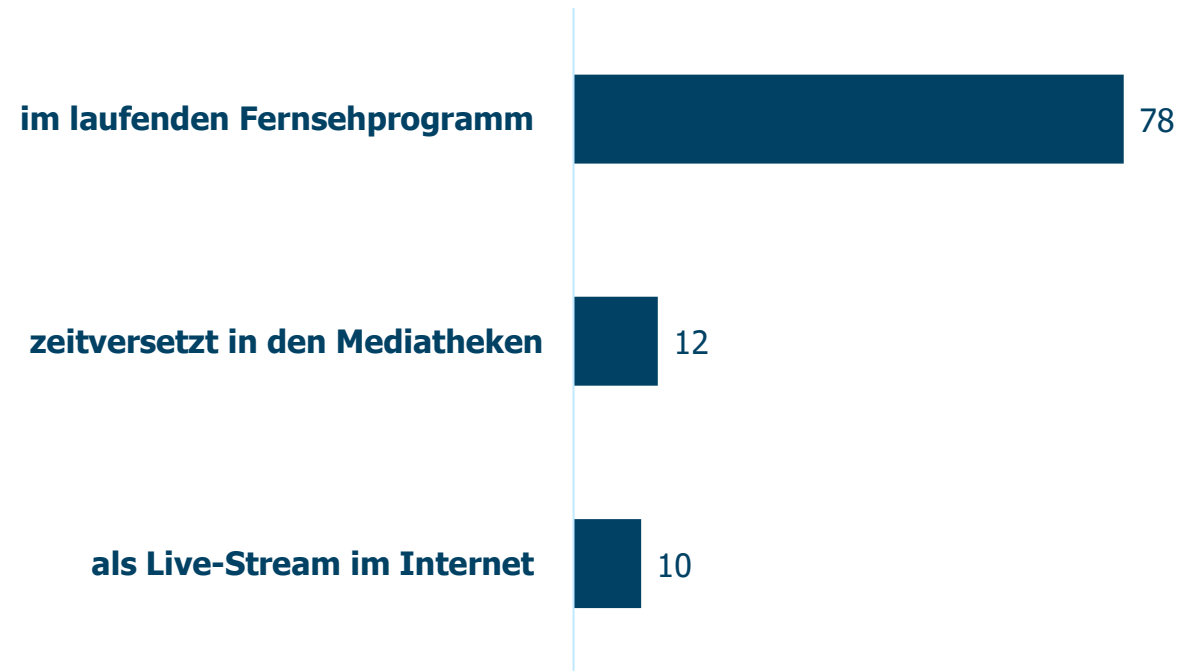 im laufenden Fernsehprogramm 78
zeitversetzt in den Mediatheken 12
als Live-Stream im Internet 10